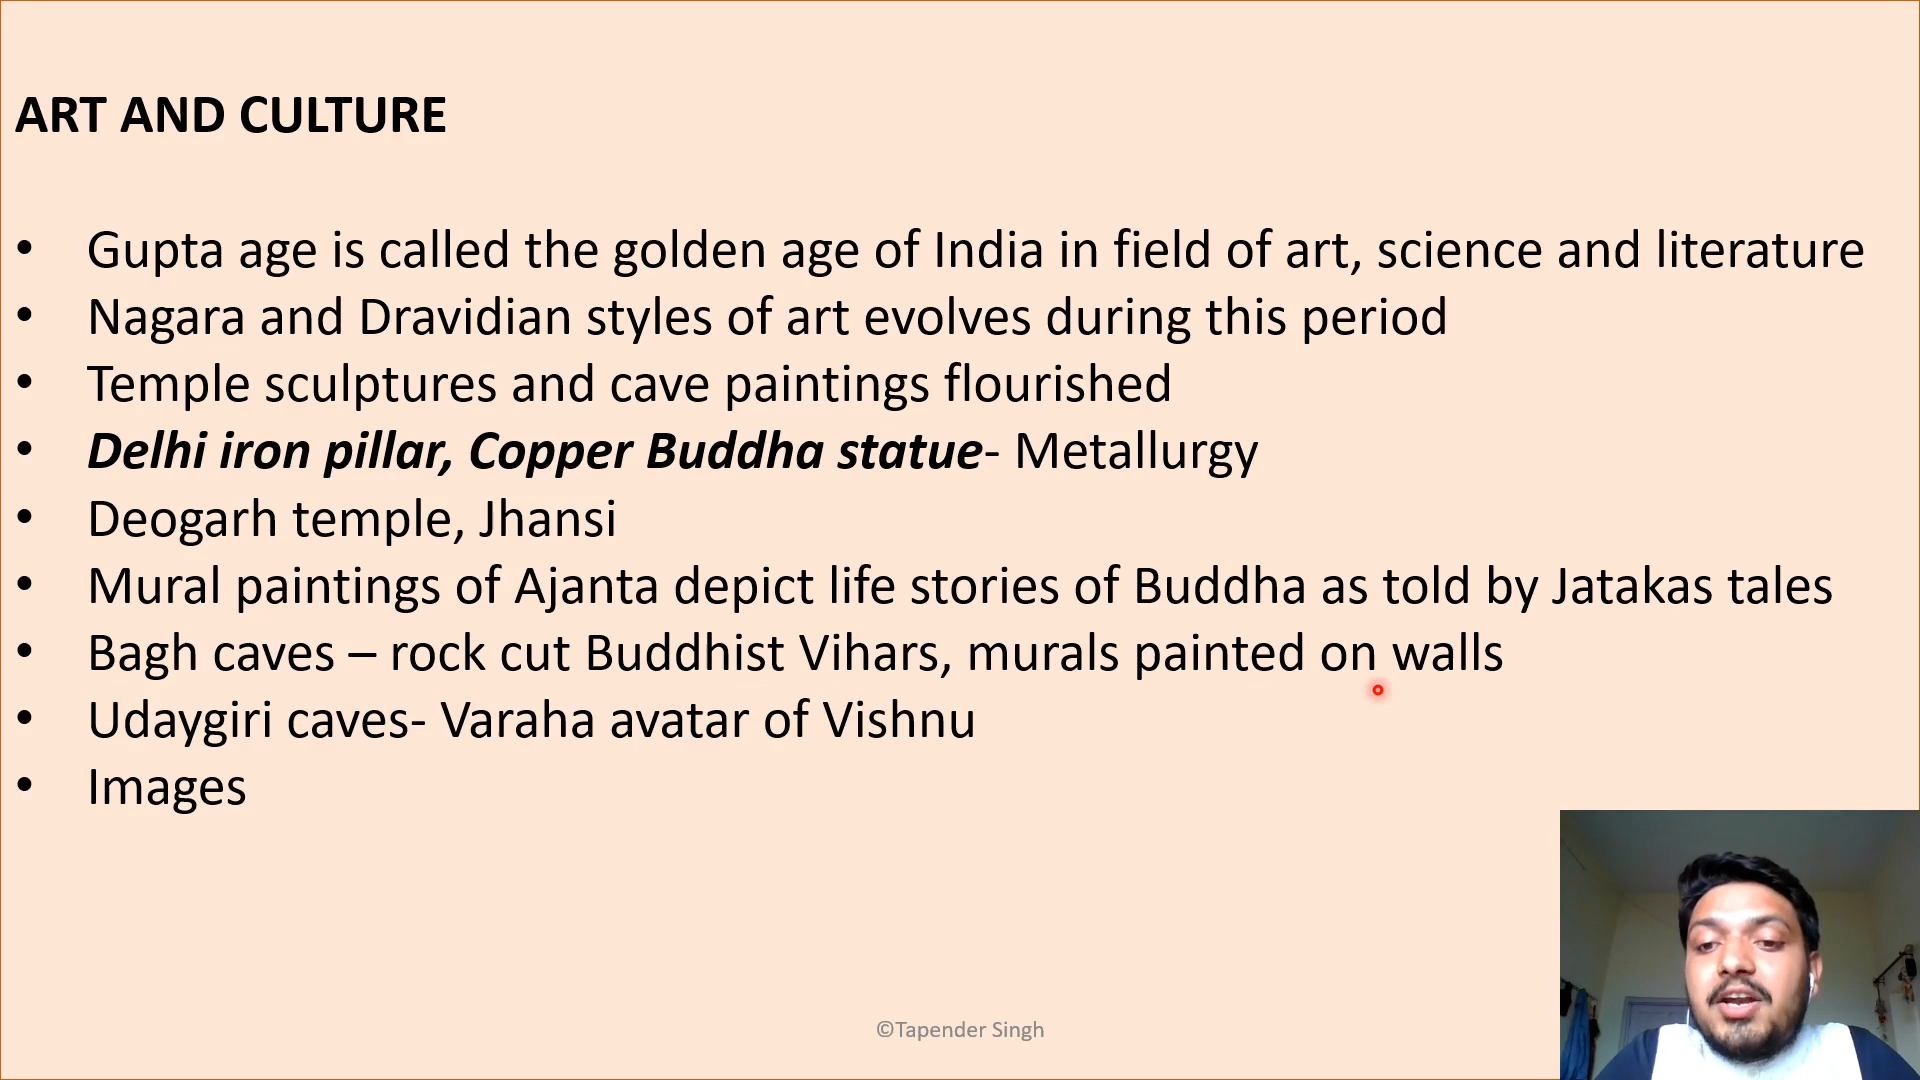 ART AND CULTURE
• Gupta age is called the golden age of India in field of art, science and literature
• Nagara and Dravidian styles of art evolves during this period
• Temple sculptures and cave paintings flourished
• Delhi iron pillar, Copper Buddha statue- Metallurgy
• Deogarh temple, Jhansi
• Mural paintings of Ajanta depict life stories of Buddha as told by Jatakas tales
• Bagh caves – rock cut Buddhist Vihars, murals painted on walls
• Udaygiri caves- Varaha avatar of Vishnu
• Images
©Tapender Singh